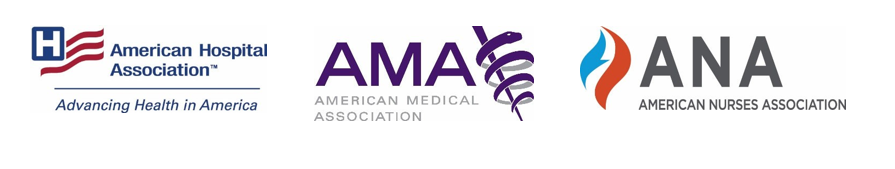 H
American Hospital
Association™
Advancing Health in America
AMA
AMERICAN MEDICAL
ASSOCIATION
ANA
AMERICAN NURSES ASSOCIATION